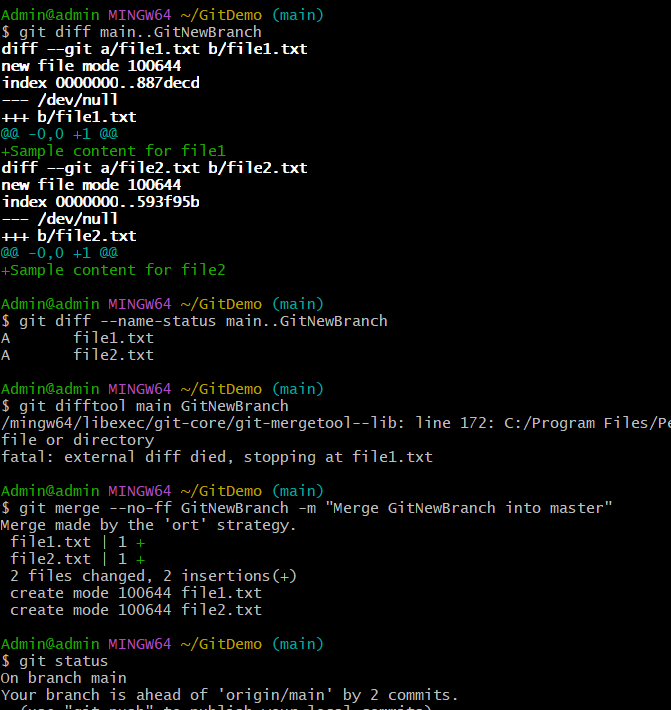 Admin@admin MINGW64 ~/GitDemo (main)
$ git diff main..GitNewBranch
diff --git a/file1.txt b/file1.txt
new file mode 100644
index 0000000..887decd
--- /dev/null
+++ b/file1.txt
@@ -0,0 +1 @@
+Sample content for file1
diff --git a/file2.txt b/file2.txt
new file mode 100644
index 0000000..593f95b
--- /dev/null
+++ b/file2.txt
@@ -0,0 +1 @@
+Sample content for file2
Admin@admin MINGW64 ~/GitDemo (main)
$ git diff --name-status main..GitNewBranch
A       file1.txt
A       file2.txt
Admin@admin MINGW64 ~/GitDemo (main)
$ git difftool main GitNewBranch
/mingw64/libexec/git-core/git-mergetool--lib: line 172: C:/Program Files/Pe
file or directory
fatal: external diff died, stopping at file1.txt
Admin@admin MINGW64 ~/GitDemo (main)
$ git merge --no-ff GitNewBranch -m "Merge GitNewBranch into master"
Merge made by the 'ort' strategy.
 file1.txt | 1 +
 file2.txt | 1 +
 2 files changed, 2 insertions(+)
 create mode 100644 file1.txt
 create mode 100644 file2.txt
Admin@admin MINGW64 ~/GitDemo (main)
$ git status
On branch main
Your branch is ahead of 'origin/main' by 2 commits.
  (use "git push" to publish your local commits)